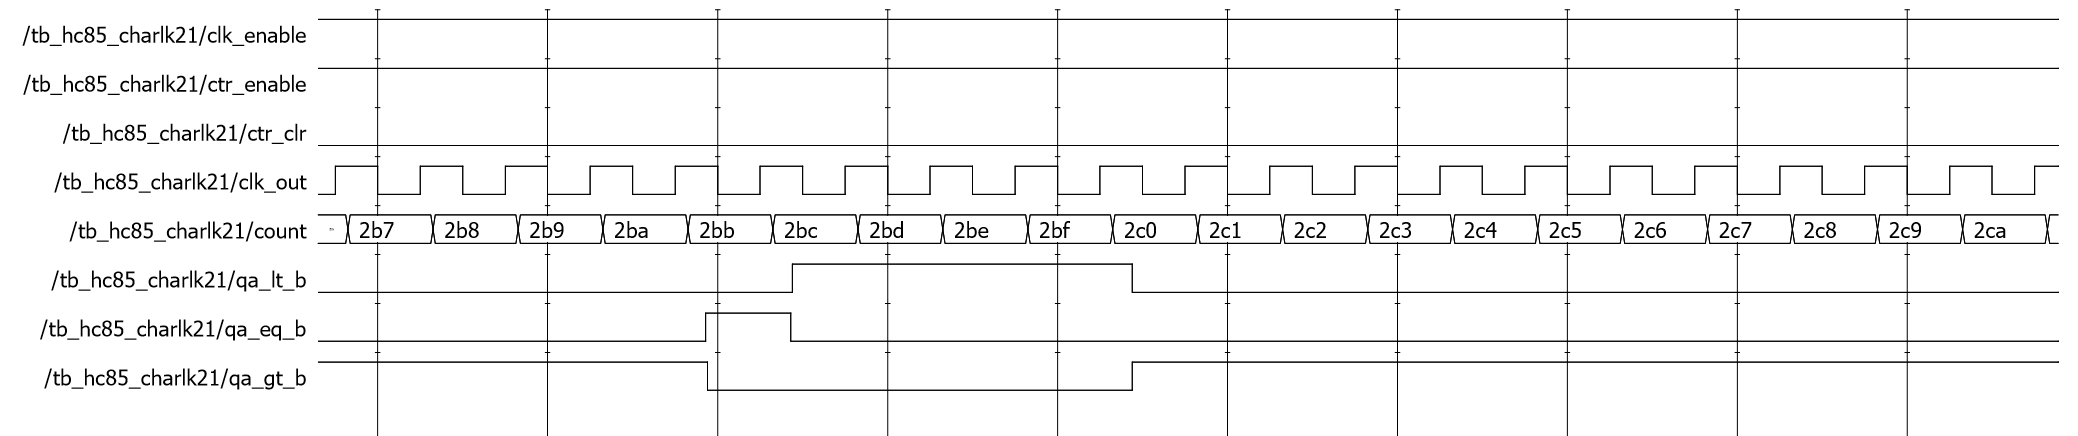 /tb_hc85_charlk21/clk_enable
/tb_hc85_charlk21/ctr_enable
/tb_hc85_charlk21/ctr_clr
/tb_hc85_charlk21/clk_out
/tb_hc85_charlk21/count 2b7 2b8 2b9 2ba 2bb 2bc 2bd 2be 2bf 2c0 2c1 2c2 2c3 2c4 2c5 2c6 2c7 2c8 2c9 2ca
/tb_hc85_charlk21/qa_lt_b
/tb_hc85_charlk21/qa_eq_b
/tb_hc85_charlk21/qa_gt_b